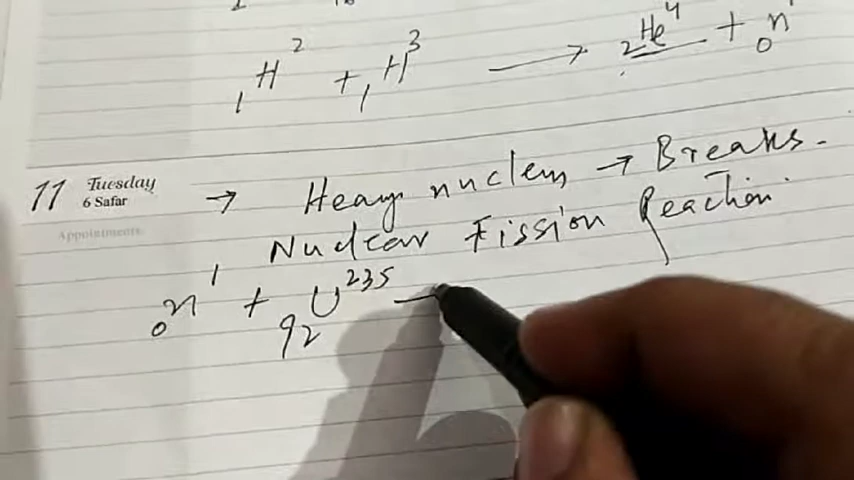 ₁H² + ₁H³ → ₂He⁴ + ₀n¹
11 Tuesday
6 Safar
Appointments
→ Heavy nucleus → Breaks.
Nuclear Fission Reaction.
₀n¹ + ₉₂U²³⁵ —